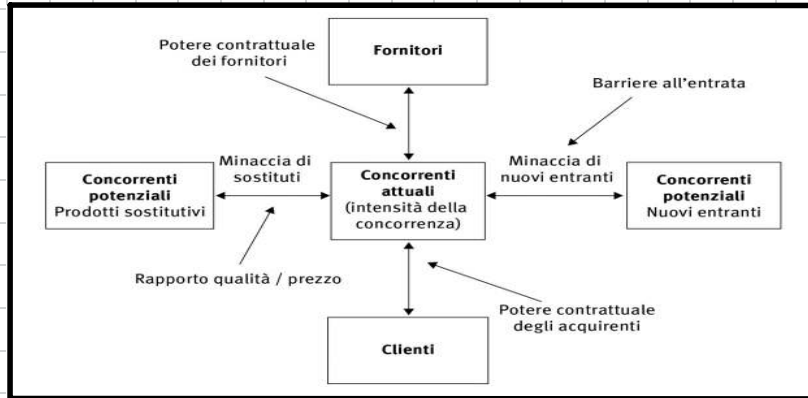 Potere contrattuale
dei fornitori
Fornitori
Barriere all'entrata
Minaccia di
sostituti
Concorrenti
attuali
(intensità della
concorrenza)
Minaccia di
nuovi entranti
Concorrenti
potenziali
Prodotti sostitutivi
Concorrenti
potenziali
Nuovi entranti
Rapporto qualità / prezzo
Potere contrattuale
degli acquirenti
Clienti